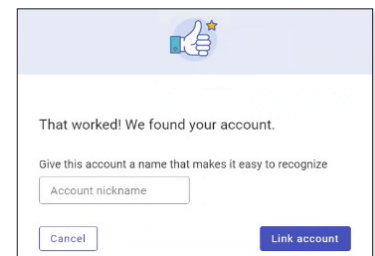 That worked! We found your account.
Give this account a name that makes it easy to recognize
Account nickname
Cancel
Link account